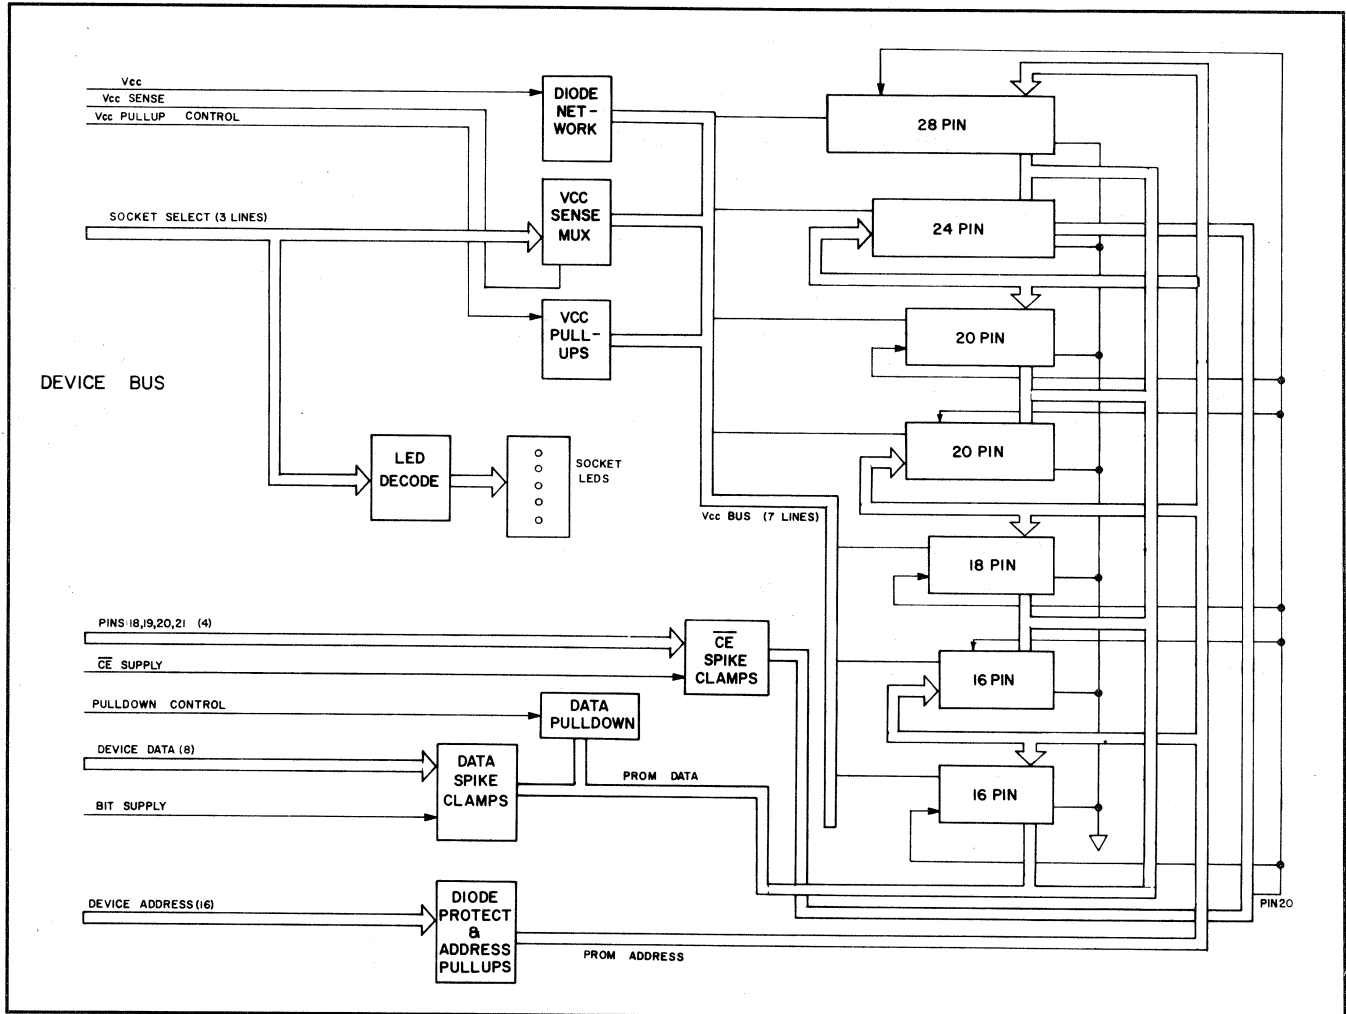 Vcc
Vcc SENSE
Vcc PULLUP CONTROL
SOCKET SELECT (3 LINES)
DEVICE BUS
DIODE
NET-
WORK
VCC
SENSE
MUX
VCC
PULL-
UPS
LED
DECODE
SOCKET
LEDS
Vcc BUS (7 LINES)
28 PIN
24 PIN
20 PIN
20 PIN
18 PIN
16 PIN
16 PIN
PINS:18,19,20,21 (4)
CE SUPPLY
CE
SPIKE
CLAMPS
PULLDOWN CONTROL
DATA
PULLDOWN
DEVICE DATA (8)
BIT SUPPLY
DATA
SPIKE
CLAMPS
PROM DATA
DEVICE ADDRESS (16)
DIODE
PROTECT
&
ADDRESS
PULLUPS
PROM ADDRESS
PIN20